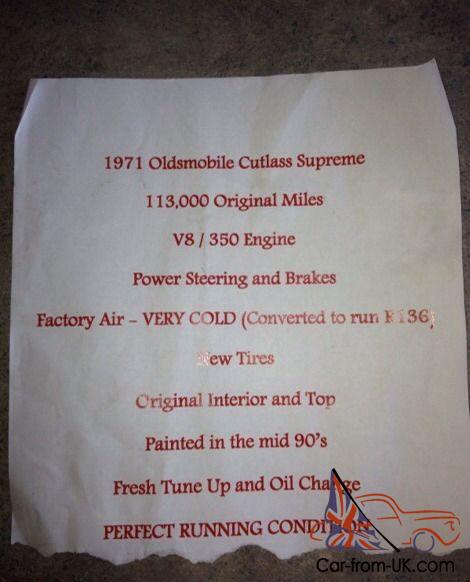 1971 Oldsmobile Cutlass Supreme
113,000 Original Miles
V8 / 350 Engine
Power Steering and Brakes
Factory Air – VERY COLD (Converted to run R136)
New Tires
Original Interior and Top
Painted in the mid 90's
Fresh Tune Up and Oil Change
PERFECT RUNNING CONDITION
Car-from-UK.com